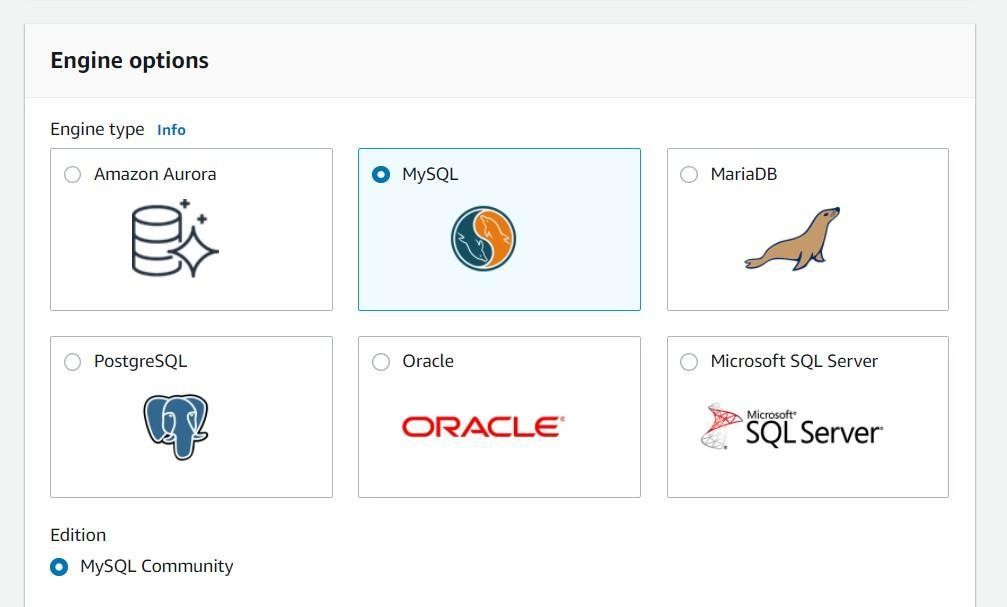 Engine options
Engine type Info
Amazon Aurora
MySQL
MariaDB
PostgreSQL
Oracle
ORACLE®
Microsoft SQL Server
Microsoft®
SQL Server®
Edition
MySQL Community